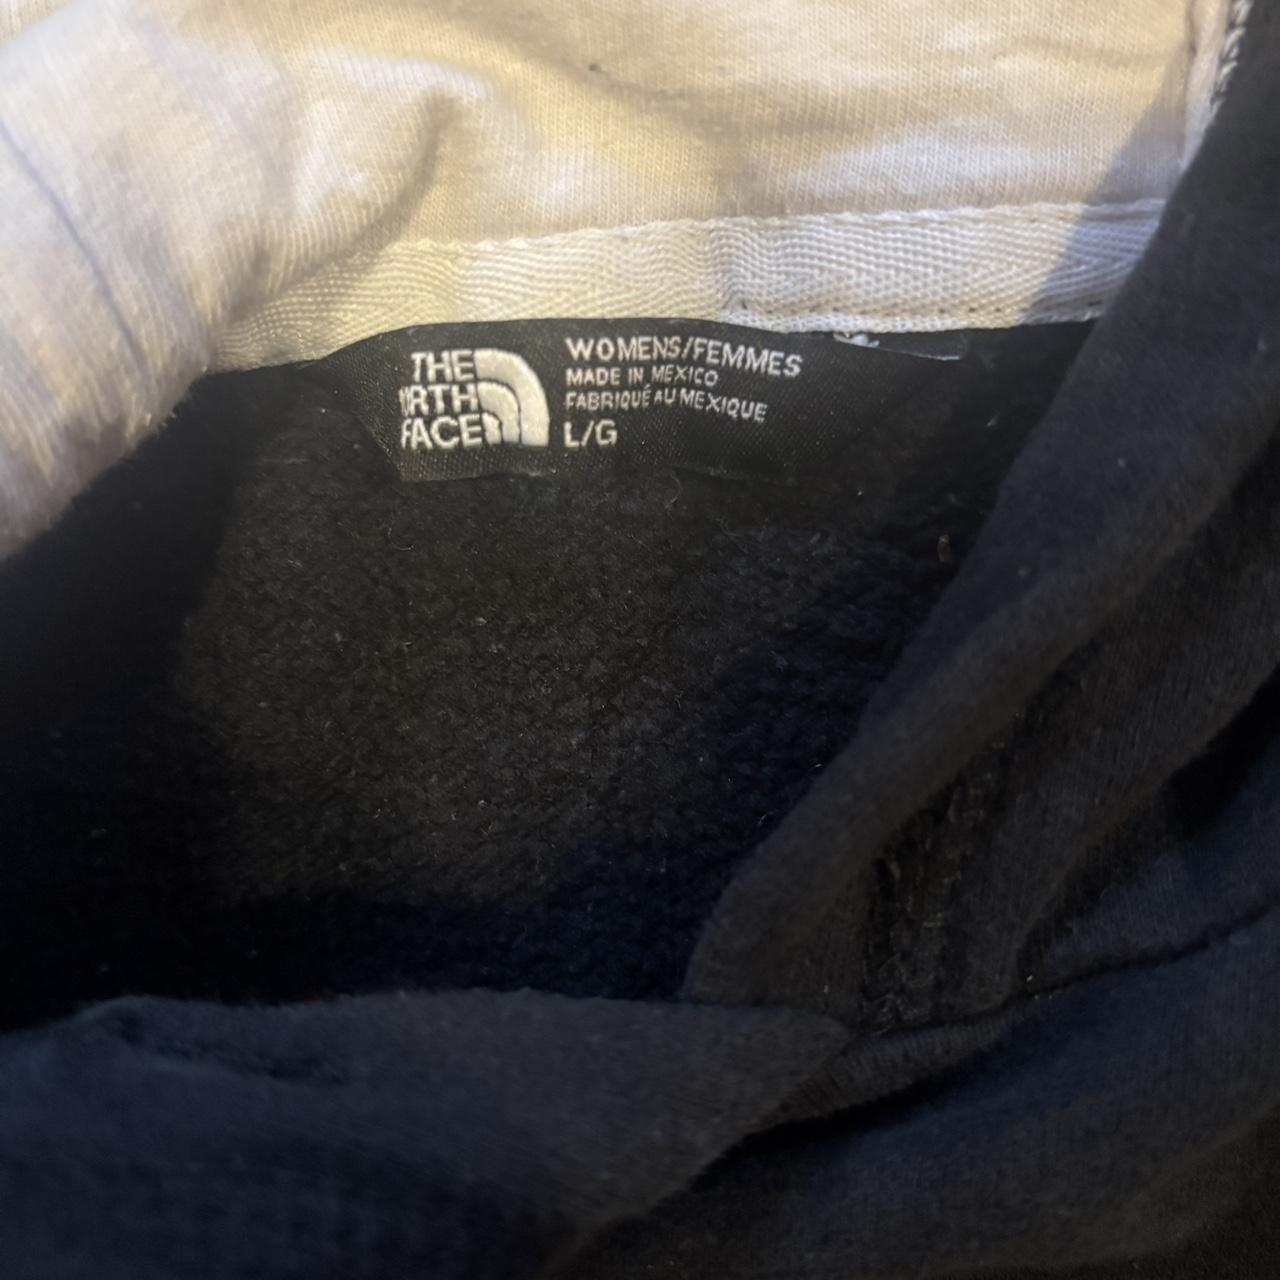 THE
NORTH
FACE
WOMENS/FEMMES
MADE IN MEXICO
FABRIQUÉ AU MEXIQUE
L/G